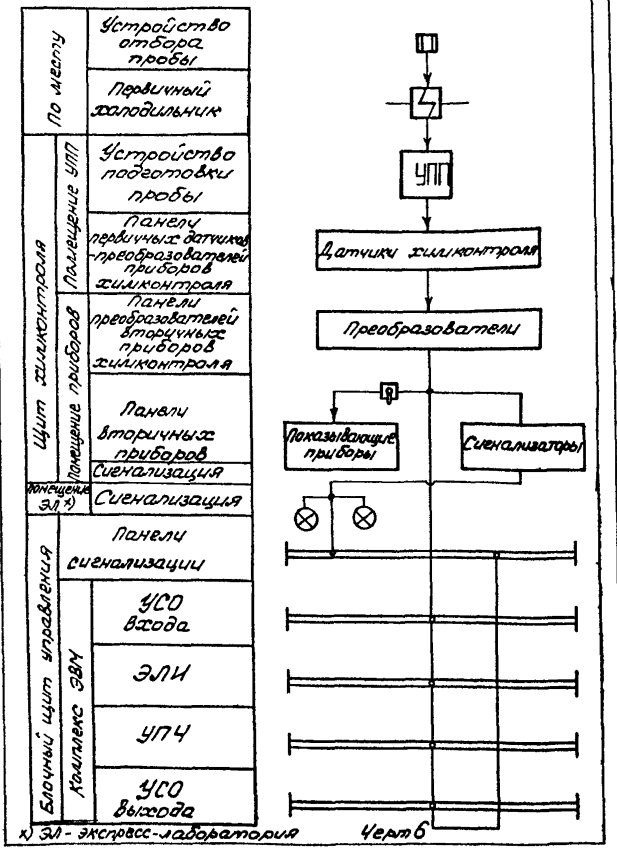 По месту
Устройство
отбора
пробы
Первичный
холодильник
Щит химконтроля
Помещение УПП
Устройство
подготовки
пробы
Панели
первичных датчиков
-преобразователей
приборов
химконтроля
Помещение приборов
Панели
преобразователей
вторичных
приборов
химконтроля
Панели
вторичных
приборов
Сигнализация
Помещение
ЭЛ х)
Сигнализация
Блочный щит управления
Панели
сигнализации
Комплекс ЭВМ
УСО
входа
ЭЛИ
УПЧ
УСО
выхода
УПП
Датчики химконтроля
Преобразователи
Показывающие
приборы
Сигнализаторы
х) ЭЛ - экспресс-лаборатория
Черт 6